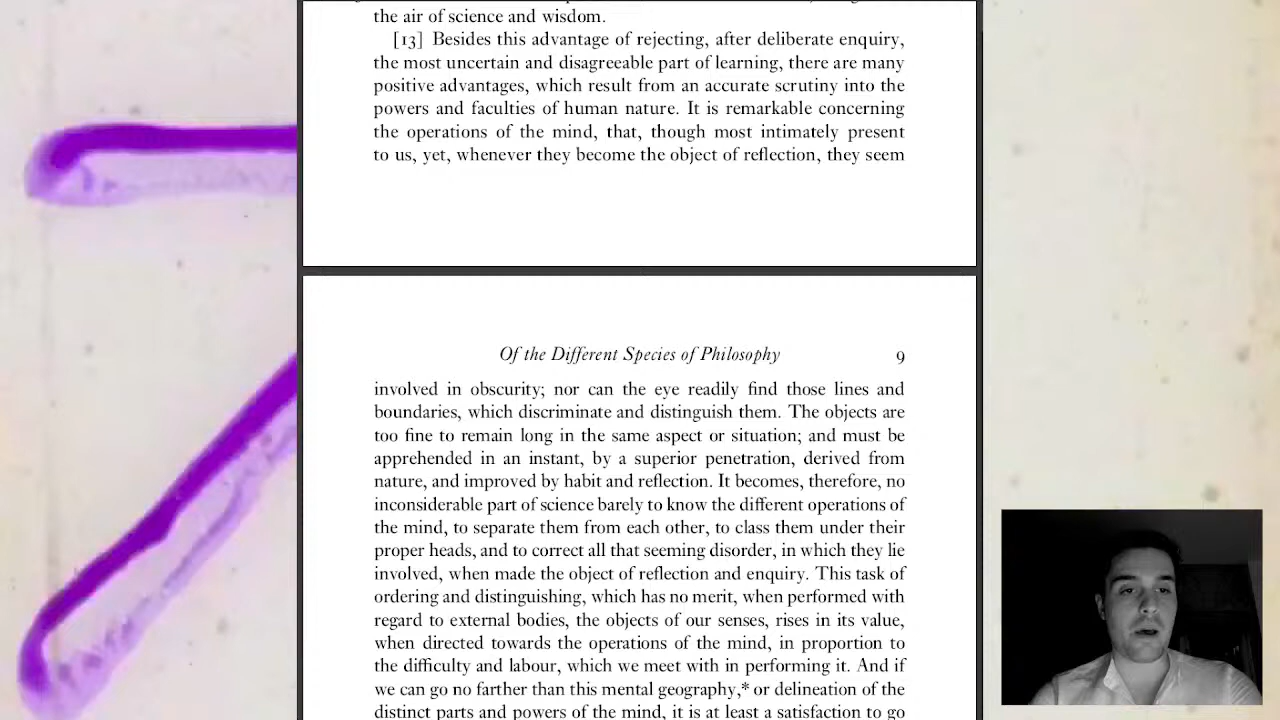 the air of science and wisdom.
[13] Besides this advantage of rejecting, after deliberate enquiry,
the most uncertain and disagreeable part of learning, there are many
positive advantages, which result from an accurate scrutiny into the
powers and faculties of human nature. It is remarkable concerning
the operations of the mind, that, though most intimately present
to us, yet, whenever they become the object of reflection, they seem
Of the Different Species of Philosophy 9
involved in obscurity; nor can the eye readily find those lines and
boundaries, which discriminate and distinguish them. The objects are
too fine to remain long in the same aspect or situation; and must be
apprehended in an instant, by a superior penetration, derived from
nature, and improved by habit and reflection. It becomes, therefore, no
inconsiderable part of science barely to know the different operations of
the mind, to separate them from each other, to class them under their
proper heads, and to correct all that seeming disorder, in which they lie
involved, when made the object of reflection and enquiry. This task of
ordering and distinguishing, which has no merit, when performed with
regard to external bodies, the objects of our senses, rises in its value,
when directed towards the operations of the mind, in proportion to
the difficulty and labour, which we meet with in performing it. And if
we can go no farther than this mental geography,* or delineation of the
distinct parts and powers of the mind, it is at least a satisfaction to go